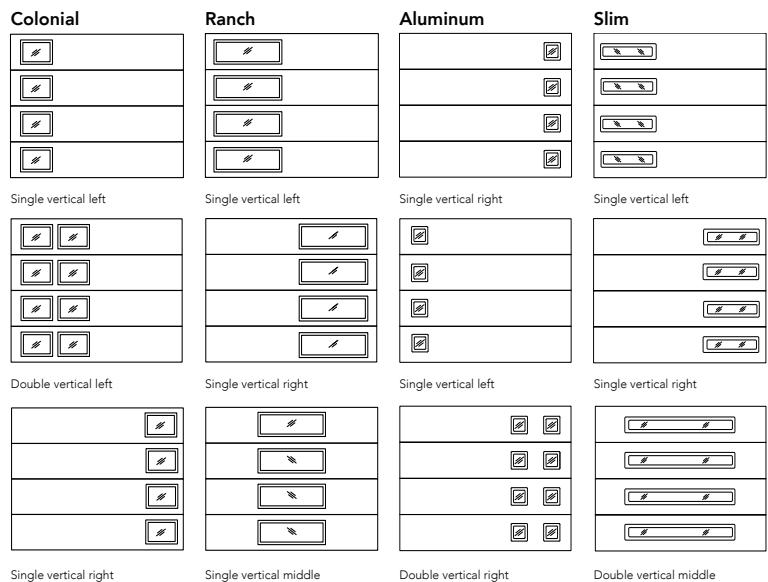 Colonial
Ranch
Aluminum
Slim
Single vertical left
Single vertical left
Single vertical right
Single vertical left
Double vertical left
Single vertical right
Single vertical left
Single vertical right
Single vertical right
Single vertical middle
Double vertical right
Double vertical middle